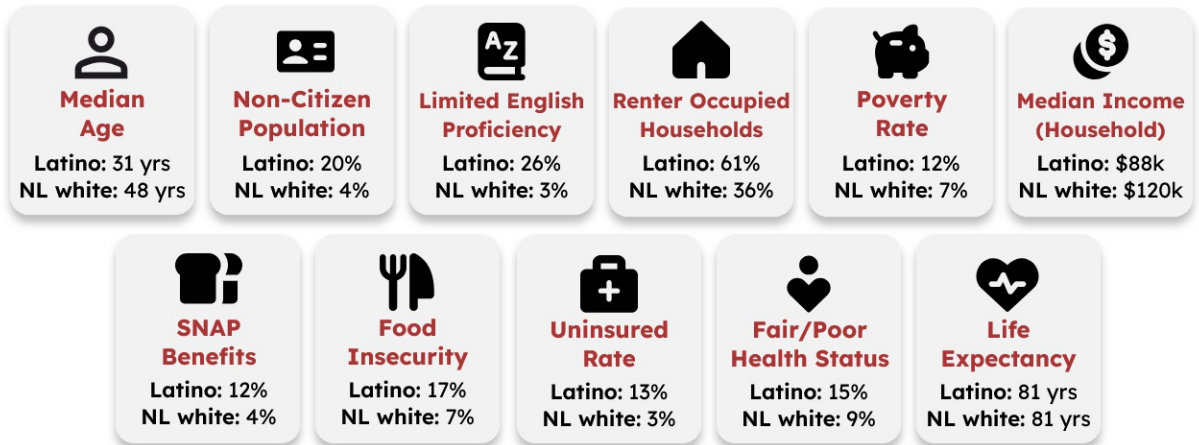 Median
Age
Latino: 31 yrs
NL white: 48 yrs
Non-Citizen
Population
Latino: 20%
NL white: 4%
AZ
Limited English
Proficiency
Latino: 26%
NL white: 3%
Renter Occupied
Households
Latino: 61%
NL white: 36%
Poverty
Rate
Latino: 12%
NL white: 7%
$
Median Income
(Household)
Latino: $88k
NL white: $120k
SNAP
Benefits
Latino: 12%
NL white: 4%
Food
Insecurity
Latino: 17%
NL white: 7%
Uninsured
Rate
Latino: 13%
NL white: 3%
Fair/Poor
Health Status
Latino: 15%
NL white: 9%
Life
Expectancy
Latino: 81 yrs
NL white: 81 yrs